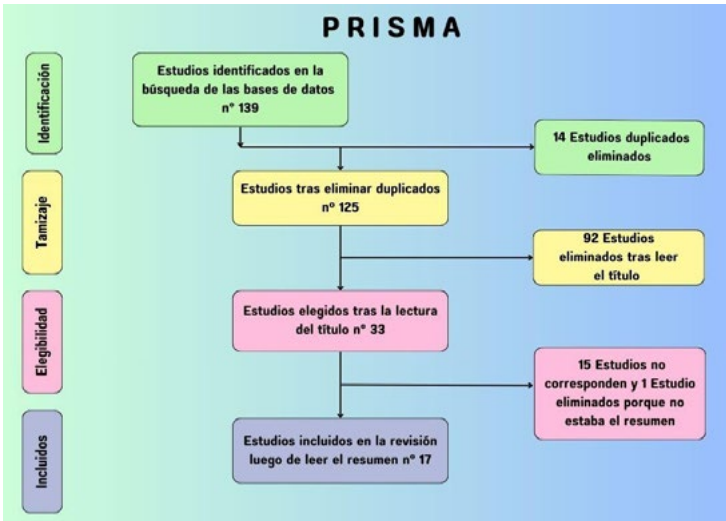 PRISMA
Identificación
Estudios identificados en la
búsqueda de las bases de datos
n° 139
14 Estudios duplicados
eliminados
Tamizaje
Estudios tras eliminar duplicados
n° 125
92 Estudios
eliminados tras leer
el título
Elegibilidad
Estudios elegidos tras la lectura
del título n° 33
15 Estudios no
corresponden y 1 Estudio
eliminados porque no
estaba el resumen
Incluidos
Estudios incluidos en la revisión
luego de leer el resumen n° 17